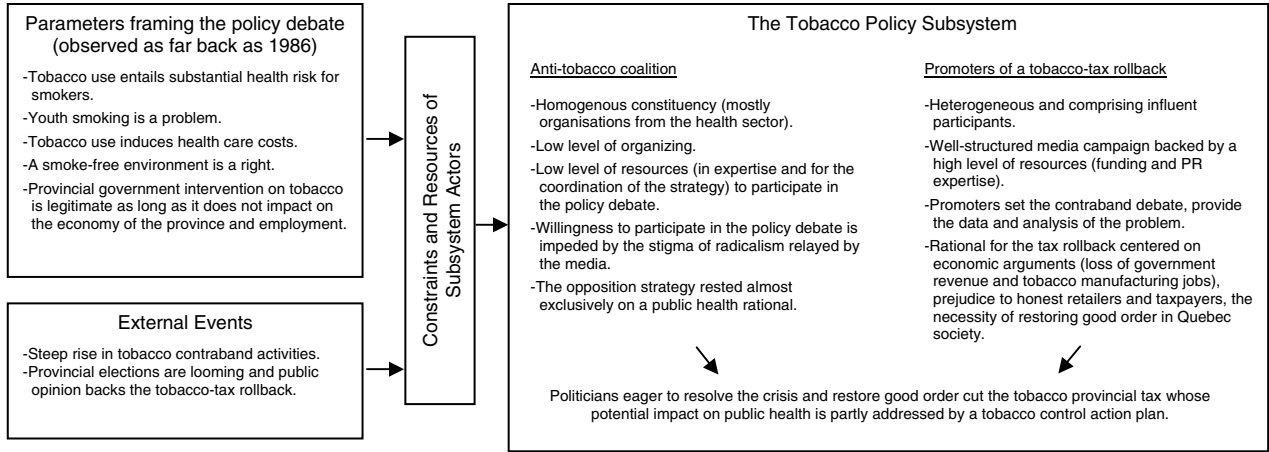 Parameters framing the policy debate
(observed as far back as 1986)
-Tobacco use entails substantial health risk for
smokers.
-Youth smoking is a problem.
-Tobacco use induces health care costs.
-A smoke-free environment is a right.
-Provincial government intervention on tobacco
is legitimate as long as it does not impact on
the economy of the province and employment.
External Events
-Steep rise in tobacco contraband activities.
-Provincial elections are looming and public
opinion backs the tobacco-tax rollback.
Constraints and Resources of
Subsystem Actors
The Tobacco Policy Subsystem
Anti-tobacco coalition
-Homogenous constituency (mostly
organisations from the health sector).
-Low level of organizing.
-Low level of resources (in expertise and for the
coordination of the strategy) to participate in
the policy debate.
-Willingness to participate in the policy debate is
impeded by the stigma of radicalism relayed by
the media.
-The opposition strategy rested almost
exclusively on a public health rational.
Promoters of a tobacco-tax rollback
-Heterogeneous and comprising influent
participants.
-Well-structured media campaign backed by a
high level of resources (funding and PR
expertise).
-Promoters set the contraband debate, provide
the data and analysis of the problem.
-Rational for the tax rollback centered on
economic arguments (loss of government
revenue and tobacco manufacturing jobs),
prejudice to honest retailers and taxpayers, the
necessity of restoring good order in Quebec
society.
Politicians eager to resolve the crisis and restore good order cut the tobacco provincial tax whose
potential impact on public health is partly addressed by a tobacco control action plan.